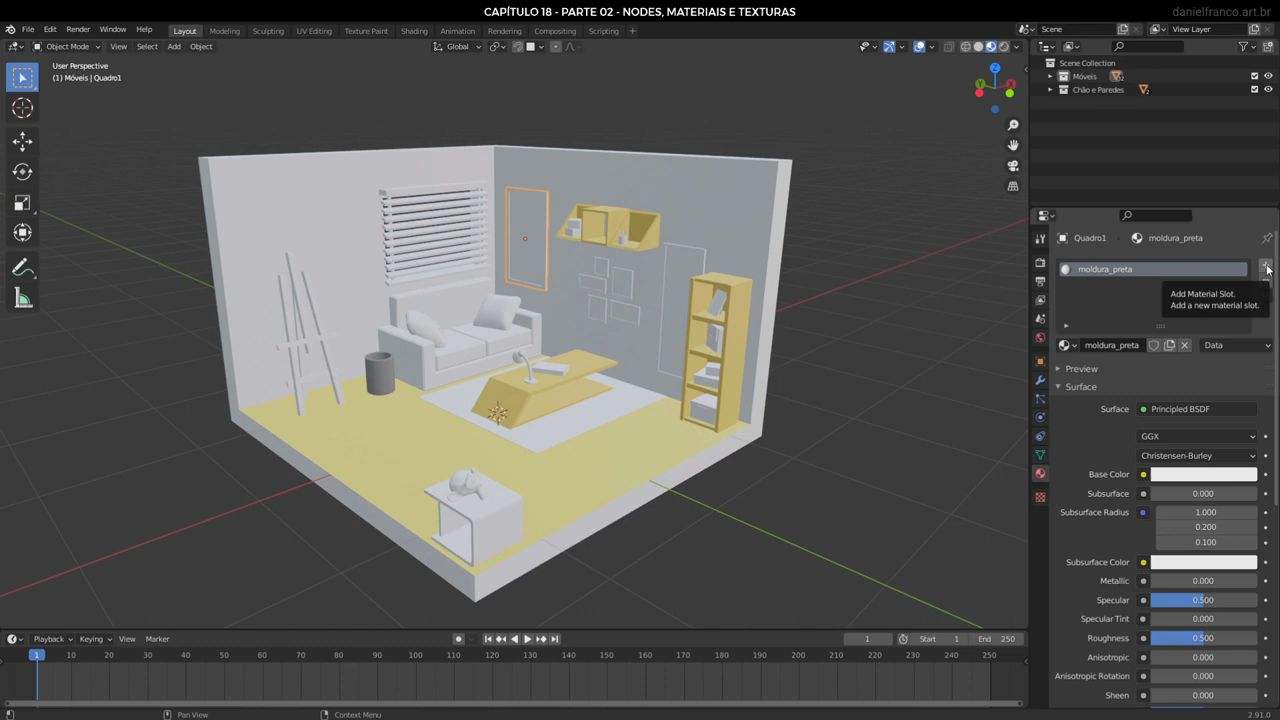 CAPÍTULO 18 - PARTE 02 - NODES, MATERIAIS E TEXTURAS
danielfranco.art.br
File Edit Render Window Help Layout Modeling Sculpting UV Editing Texture Paint Shading Animation Rendering Compositing Scripting + Scene View Layer
Object Mode View Select Add Object Global
User Perspective
(1) Móveis | Quadro1
Z
Y
X
Scene Collection
Móveis
Chão e Paredes
Quadro1 moldura_preta
moldura_preta
Add Material Slot.
Add a new material slot.
moldura_preta Data
Preview
Surface
Surface Principled BSDF
GGX
Christensen-Burley
Base Color
Subsurface 0.000
Subsurface Radius 1.000
0.200
0.100
Subsurface Color
Metallic 0.000
Specular 0.500
Specular Tint 0.000
Roughness 0.500
Anisotropic 0.000
Anisotropic Rotation 0.000
Sheen 0.000
Playback Keying View Marker 1 Start 1 End 250
1 10 20 30 40 50 60 70 80 90 100 110 120 130 140 150 160 170 180 190 200 210 220 230 240 250
Pan View Context Menu 2.91.0